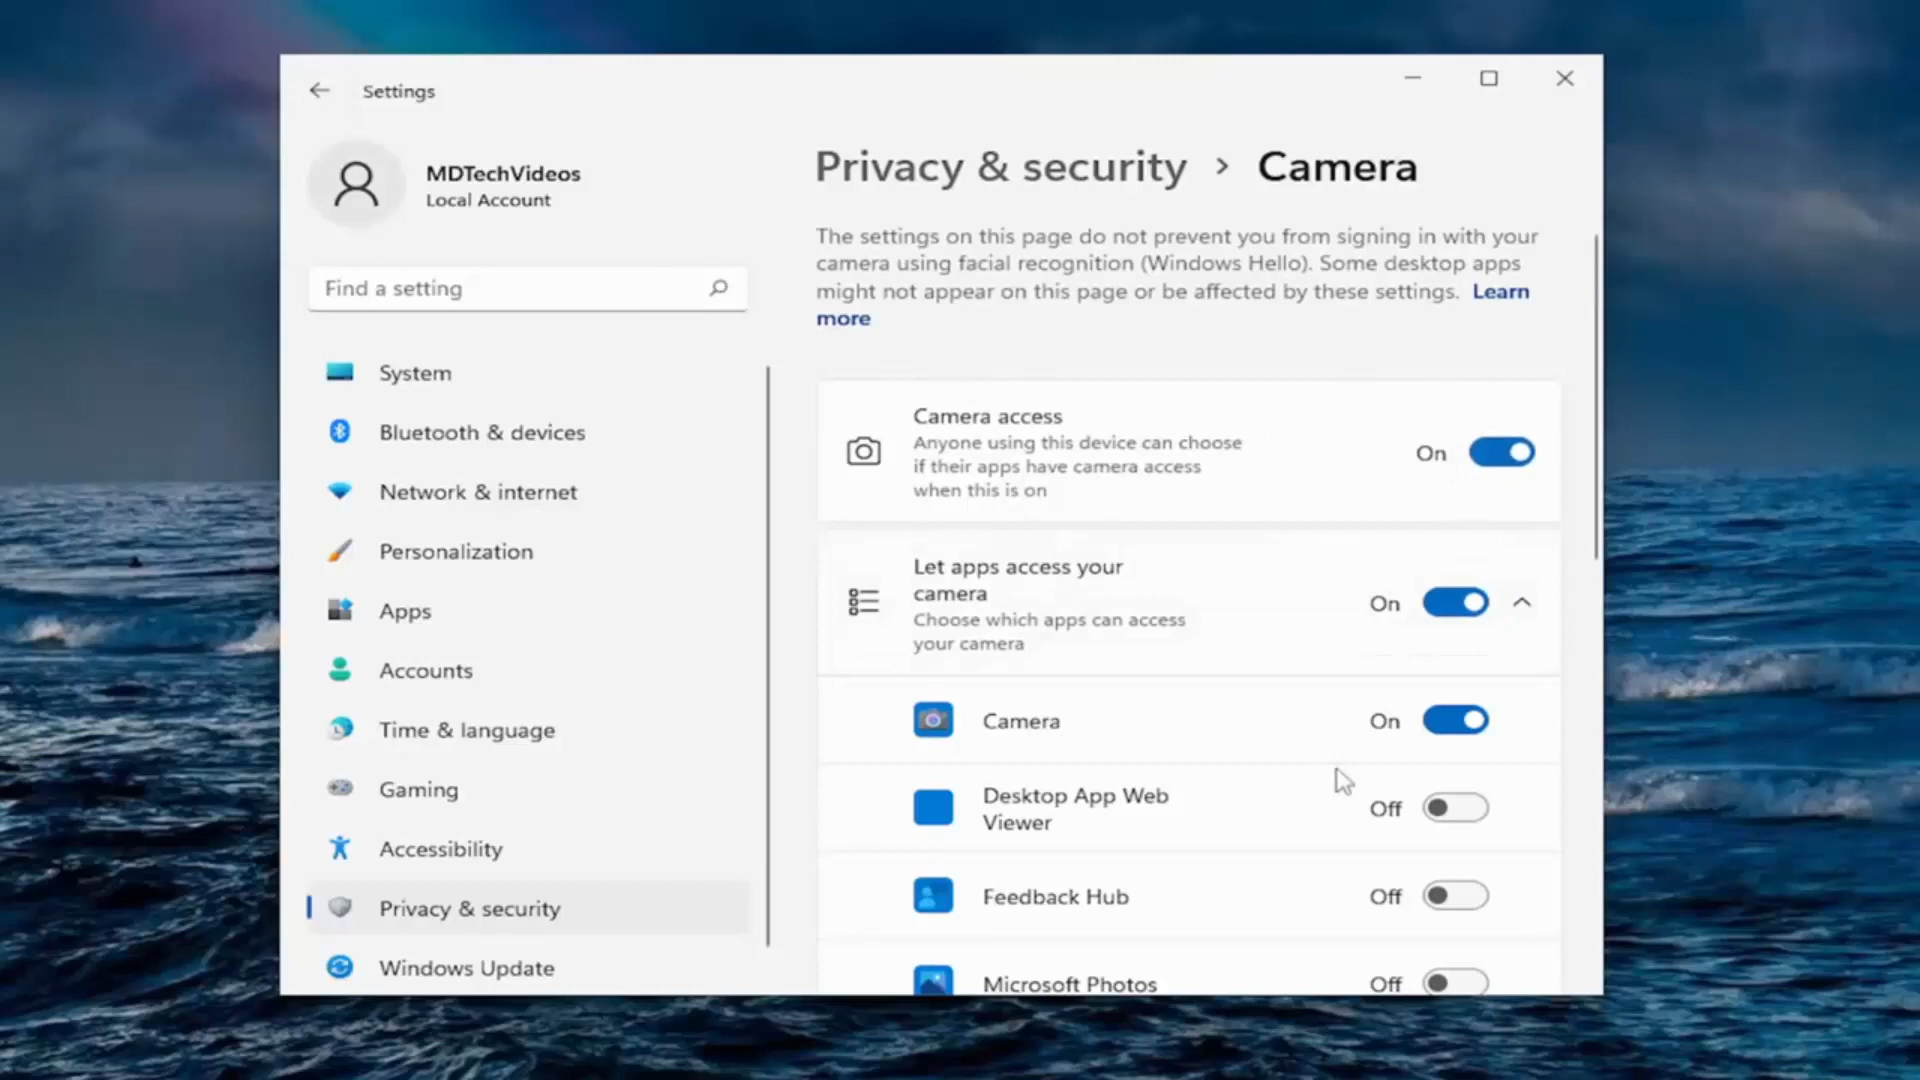 Settings
MDTechVideos
Local Account
Find a setting
System
Bluetooth & devices
Network & internet
Personalization
Apps
Accounts
Time & language
Gaming
Accessibility
Privacy & security
Windows Update
Privacy & security > Camera
The settings on this page do not prevent you from signing in with your
camera using facial recognition (Windows Hello). Some desktop apps
might not appear on this page or be affected by these settings. Learn
more
Camera access
Anyone using this device can choose
if their apps have camera access
when this is on
On
Let apps access your
camera
Choose which apps can access
your camera
On
Camera
On
Desktop App Web
Viewer
Off
Feedback Hub
Off
Microsoft Photos
Off